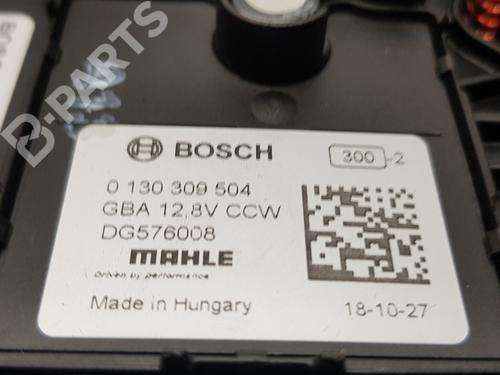 B-PARTS
BOSCH
300 -2
0 130 309 504
GBA 12,8V CCW
DG576008
MAHLE
Driven by performance
Made in Hungary
18-10-27